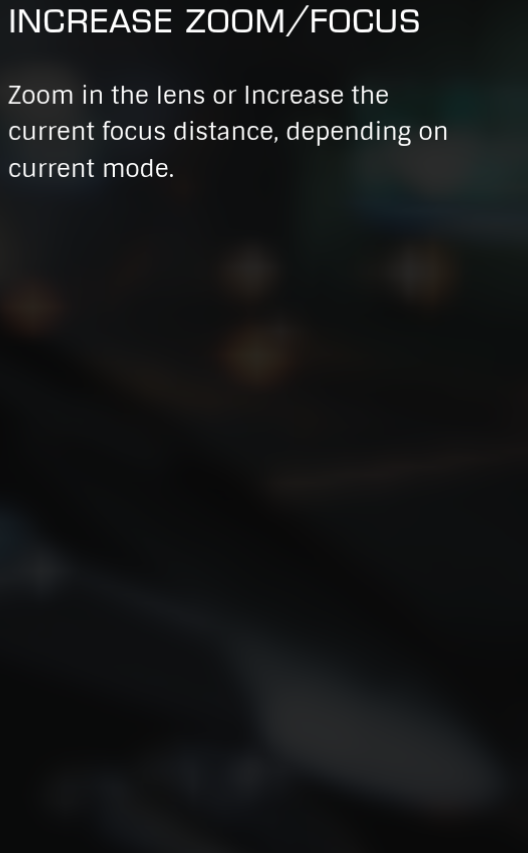 INCREASE ZOOM/FOCUS
Zoom in the lens or Increase the
current focus distance, depending on
current mode.